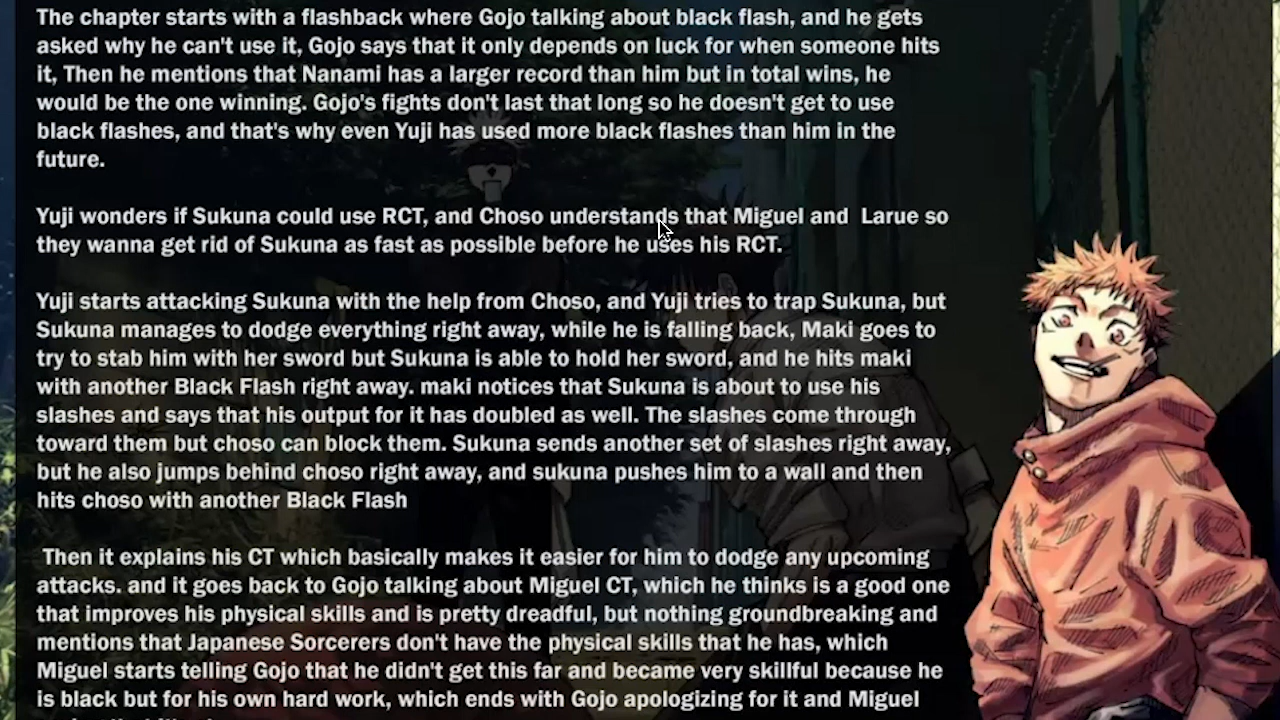 The chapter starts with a flashback where Gojo talking about black flash, and he gets
asked why he can't use it, Gojo says that it only depends on luck for when someone hits
it, Then he mentions that Nanami has a larger record than him but in total wins, he
would be the one winning. Gojo's fights don't last that long so he doesn't get to use
black flashes, and that's why even Yuji has used more black flashes than him in the
future.
Yuji wonders if Sukuna could use RCT, and Choso understands that Miguel and  Larue so
they wanna get rid of Sukuna as fast as possible before he uses his RCT.
Yuji starts attacking Sukuna with the help from Choso, and Yuji tries to trap Sukuna, but
Sukuna manages to dodge everything right away, while he is falling back, Maki goes to
try to stab him with her sword but Sukuna is able to hold her sword, and he hits maki
with another Black Flash right away. maki notices that Sukuna is about to use his
slashes and says that his output for it has doubled as well. The slashes come through
toward them but choso can block them. Sukuna sends another set of slashes right away,
but he also jumps behind choso right away, and sukuna pushes him to a wall and then
hits choso with another Black Flash
Then it explains his CT which basically makes it easier for him to dodge any upcoming
attacks. and it goes back to Gojo talking about Miguel CT, which he thinks is a good one
that improves his physical skills and is pretty dreadful, but nothing groundbreaking and
mentions that Japanese Sorcerers don't have the physical skills that he has, which
Miguel starts telling Gojo that he didn't get this far and became very skillful because he
is black but for his own hard work, which ends with Gojo apologizing for it and Miguel